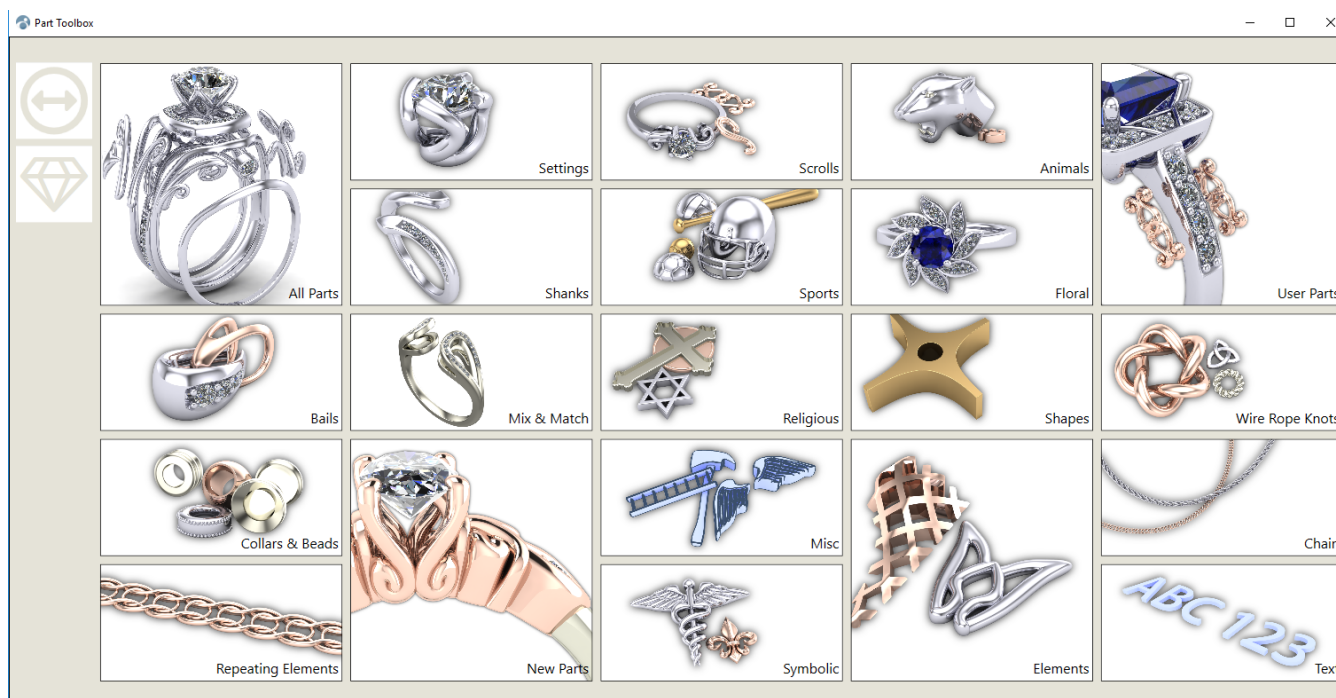 Part Toolbox
All Parts
Settings
Scrolls
Animals
User Parts
Shanks
Sports
Floral
Bails
Mix & Match
Religious
Shapes
Wire Rope Knots
Collars & Beads
New Parts
Misc
Elements
Chain
Repeating Elements
Symbolic
ABC 123
Text